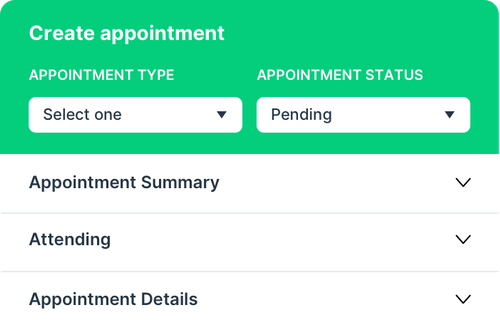 Create appointment
APPOINTMENT TYPE APPOINTMENT STATUS
Select one Pending
Appointment Summary
Attending
Appointment Details